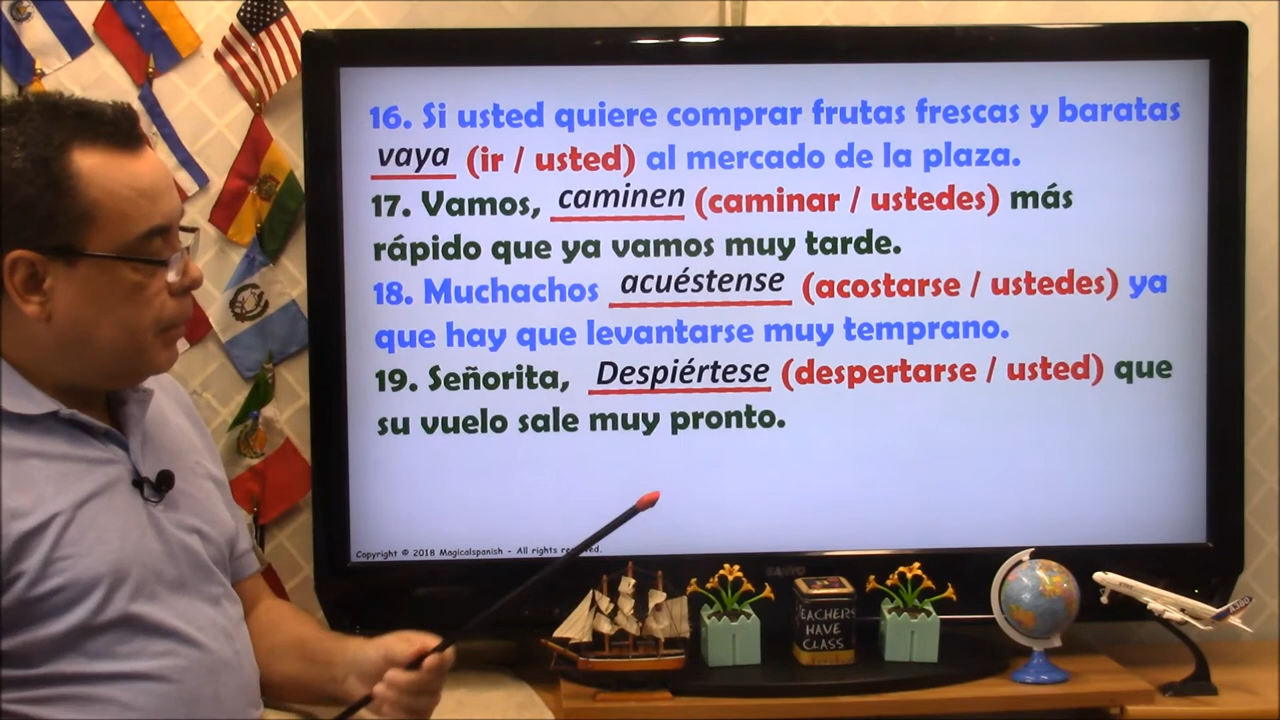 16. Si usted quiere comprar frutas frescas y baratas
vaya (ir / usted) al mercado de la plaza.
17. Vamos, caminen (caminar / ustedes) más
rápido que ya vamos muy tarde.
18. Muchachos acuéstense (acostarse / ustedes) ya
que hay que levantarse muy temprano.
19. Señorita, Despiértese (despertarse / usted) que
su vuelo sale muy pronto.
Copyright © 2018 Magicalspanish - All rights
SANYO
EACHERS
HAVE
CLASS
A380